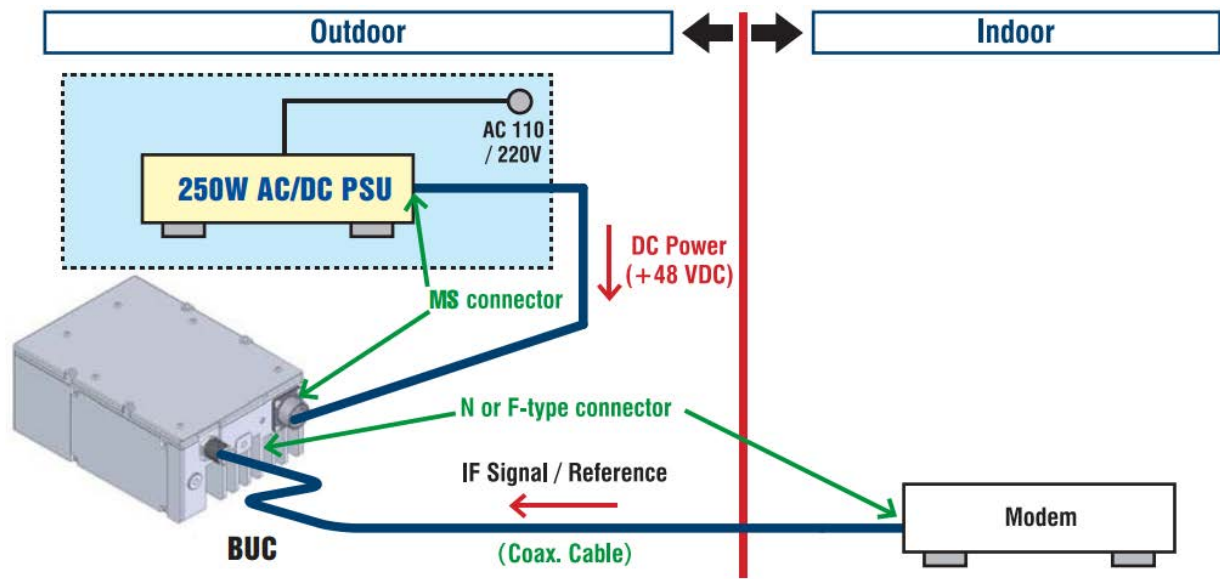 Outdoor
Indoor
AC 110
/ 220V
250W AC/DC PSU
DC Power
(+48 VDC)
MS connector
N or F-type connector
IF Signal / Reference
Modem
BUC
(Coax. Cable)